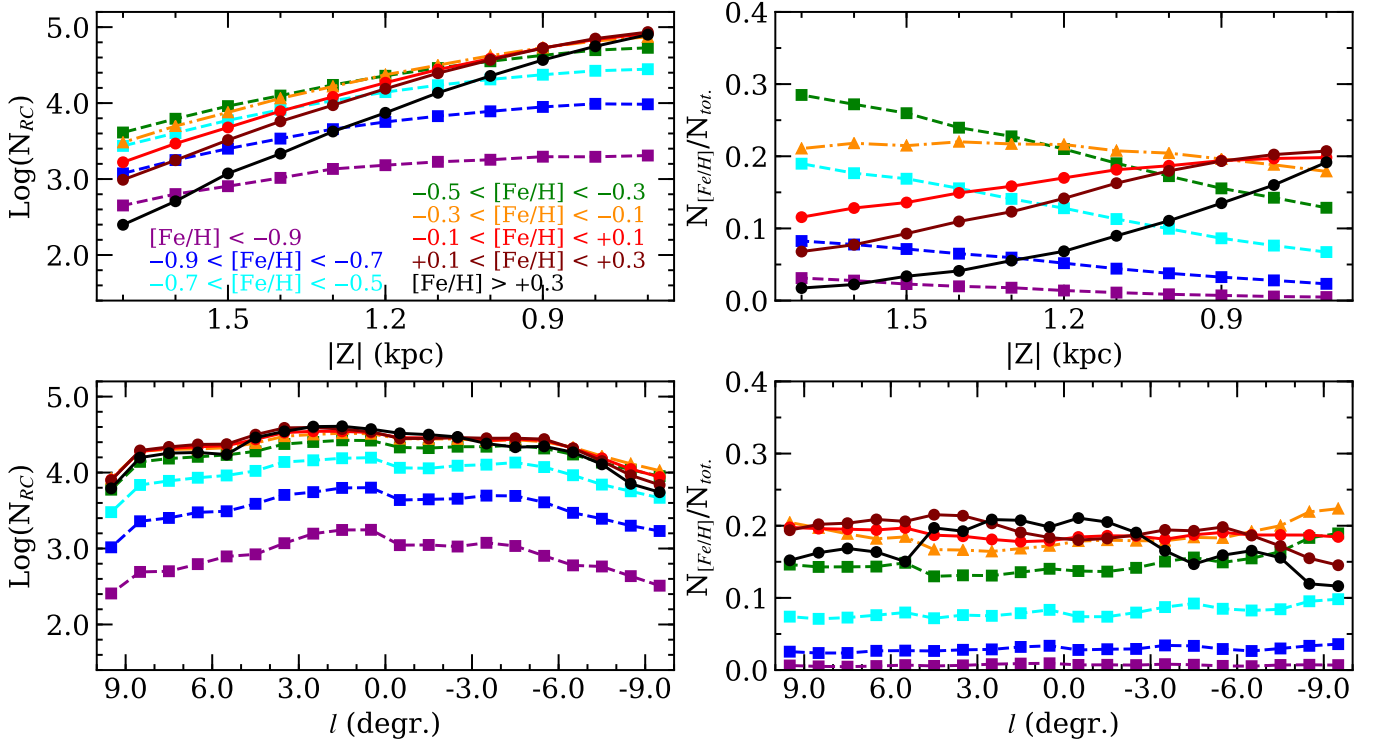 5.0
4.0
3.0
2.0
Log(N_RC)
−0.5 < [Fe/H] < −0.3
−0.3 < [Fe/H] < −0.1
[Fe/H] < −0.9
−0.1 < [Fe/H] < +0.1
−0.9 < [Fe/H] < −0.7
+0.1 < [Fe/H] < +0.3
−0.7 < [Fe/H] < −0.5
[Fe/H] > +0.3
1.5 1.2 0.9
|Z| (kpc)
0.4
0.3
0.2
0.1
0.0
N_[Fe/H]/N_tot.
1.5 1.2 0.9
|Z| (kpc)
5.0
4.0
3.0
2.0
Log(N_RC)
9.0 6.0 3.0 0.0 -3.0 -6.0 -9.0
l (degr.)
0.4
0.3
0.2
0.1
0.0
N_[Fe/H]/N_tot.
9.0 6.0 3.0 0.0 -3.0 -6.0 -9.0
l (degr.)